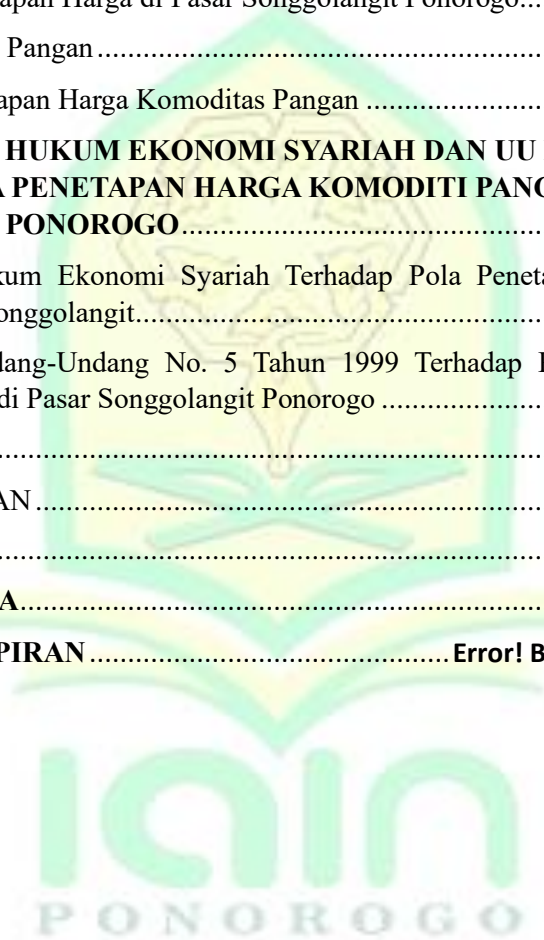 apan Harga di Pasar Songgolangit Ponorogo...
Pangan......................................................................
apan Harga Komoditas Pangan ...........................
HUKUM EKONOMI SYARIAH DAN UU
A PENETAPAN HARGA KOMODITI PANG
PONOROGO......................................................
kum Ekonomi Syariah Terhadap Pola Peneta
onggolangit..............................................................
dang-Undang No. 5 Tahun 1999 Terhadap P
di Pasar Songgolangit Ponorogo .........................
..................................................................................
AN ............................................................................
..................................................................................
A................................................................................
PIRAN ...................................................... Error! B
iain
PONOROGO